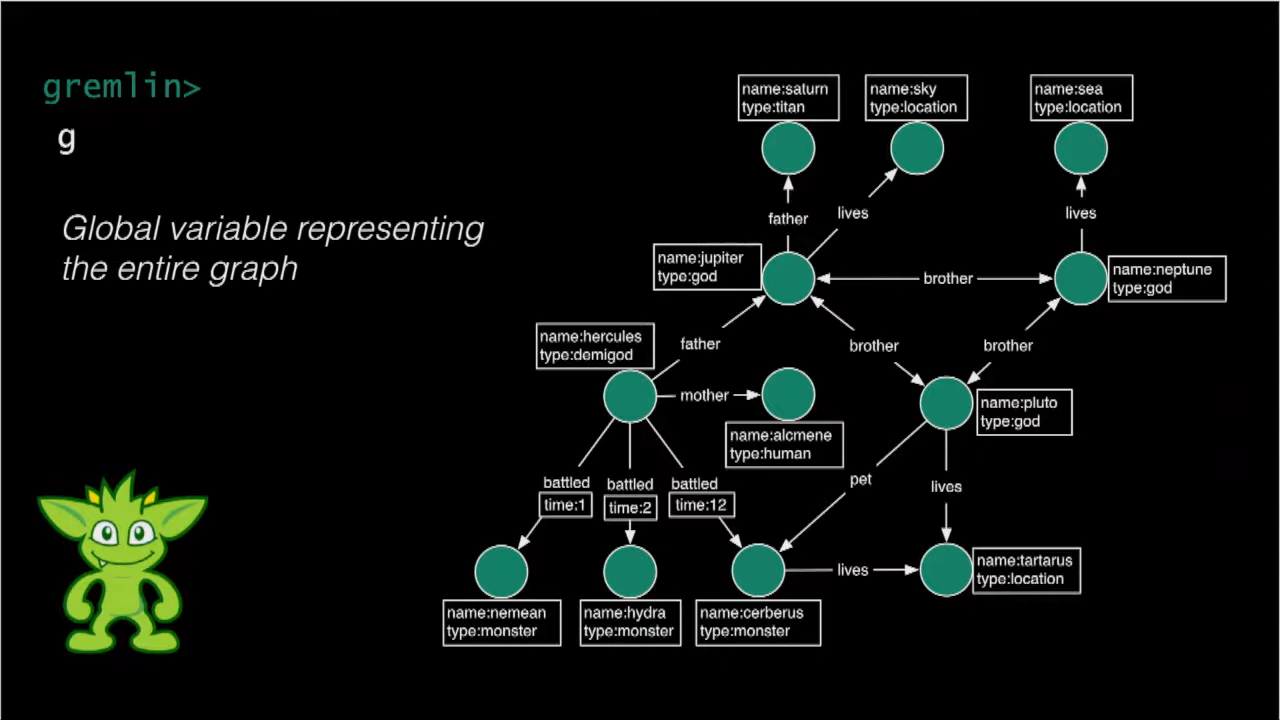 gremlin>
g
Global variable representing
the entire graph
name:saturn
type:titan
name:sky
type:location
name:sea
type:location
father
lives
lives
name:jupiter
type:god
brother
name:neptune
type:god
name:hercules
type:demigod
father
brother
brother
mother
name:alcmene
type:human
name:pluto
type:god
battled
time:1
battled
time:2
battled
time:12
pet
lives
lives
name:tartarus
type:location
name:nemean
type:monster
name:hydra
type:monster
name:cerberus
type:monster